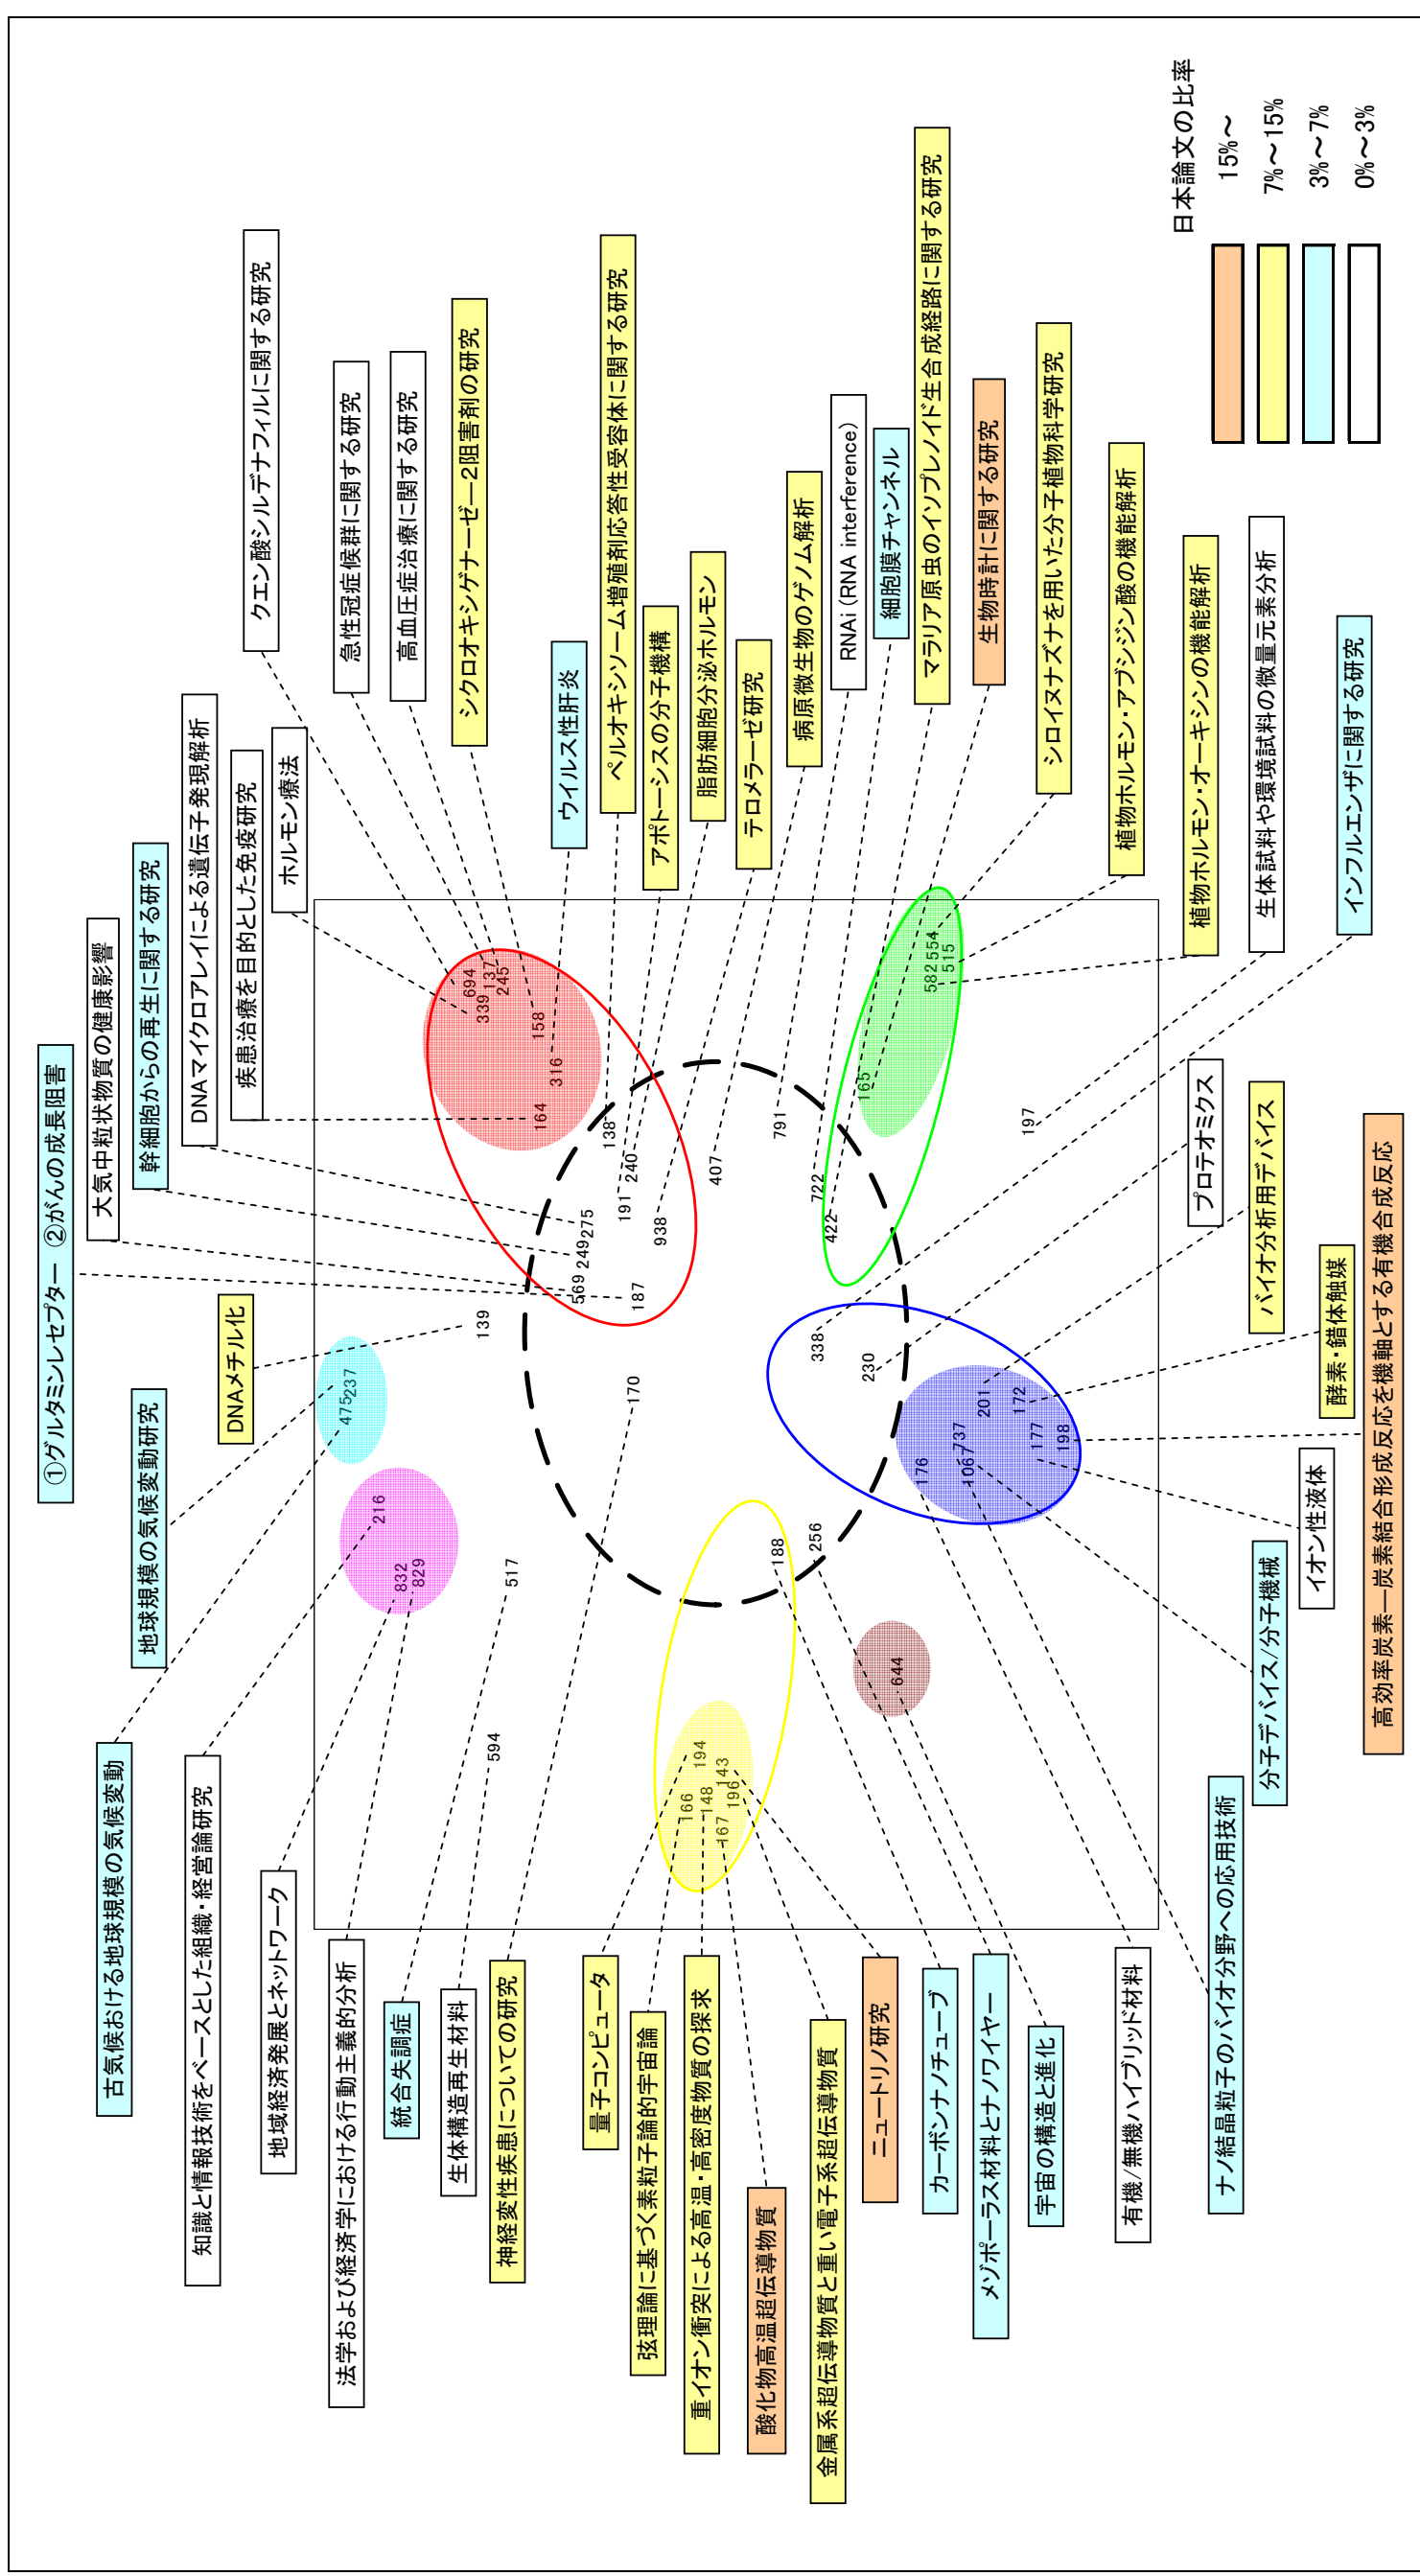 ①グルタミンレセプター ②がんの成長阻害
大気中粒状物質の健康影響
幹細胞からの再生に関する研究
DNAマイクロアレイによる遺伝子発現解析
疾患治療を目的とした免疫研究
ホルモン療法
クエン酸シルデナフィルに関する研究
急性冠症候群に関する研究
高血圧症治療に関する研究
シクロオキシゲナーゼー2阻害剤の研究
ウイルス性肝炎
ペルオキシソーム増殖剤応答性受容体に関する研究
アポトーシスの分子機構
脂肪細胞分泌ホルモン
テロメラーゼ研究
病原微生物のゲノム解析
RNAi (RNA interference)
細胞膜チャンネル
マラリア原虫のイソプレノイド生合成経路に関する研究
生物時計に関する研究
シロイヌナズナを用いた分子植物科学研究
植物ホルモン・アブシジン酸の機能解析
植物ホルモン・オーキシンの機能解析
生体試料や環境試料の微量元素分析
インフルエンザに関する研究
日本論文の比率
15%～
7%～15%
3%～7%
0%～3%
DNAメチル化
地球規模の気候変動研究
古気候おける地球規模の気候変動
知識と情報技術をベースとした組織・経営論研究
地域経済発展とネットワーク
法学および経済学における行動主義的分析
統合失調症
生体構造再生材料
神経変性疾患についての研究
量子コンピュータ
弦理論に基づく素粒子論的宇宙論
重イオン衝突による高温・高密度物質の探求
酸化物高温超伝導物質
金属系超伝導物質と重い電子系超伝導物質
ニュートリノ研究
カーボンナノチューブ
メゾポーラス材料とナノワイヤー
宇宙の構造と進化
有機/無機ハイブリッド材料
ナノ結晶粒子のバイオ分野への応用技術
分子デバイス/分子機械
イオン性液体
高効率炭素―炭素結合形成反応を機軸とする有機合成反応
酵素・錯体触媒
バイオ分析用デバイス
プロテオミクス
694
339
137
245
158
316
164
138
240
191
275
249
569
187
938
407
791
722
422
165
582
554
515
197
139
237
475
216
832
829
517
594
170
338
230
201
172
177
198
737
1067
176
256
188
644
194
166
148
143
196
167